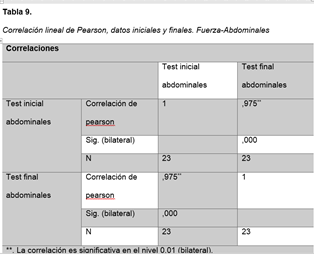 Tabla 9.
Correlación lineal de Pearson, datos iniciales y finales. Fuerza-Abdominales
Correlaciones
Test inicial abdominales Test final abdominales
Test inicial abdominales Correlación de pearson 1 ,975**
Sig. (bilateral) ,000
N 23 23
Test final abdominales Correlación de pearson ,975** 1
Sig. (bilateral) ,000
N 23 23
**. La correlación es significativa en el nivel 0.01 (bilateral).